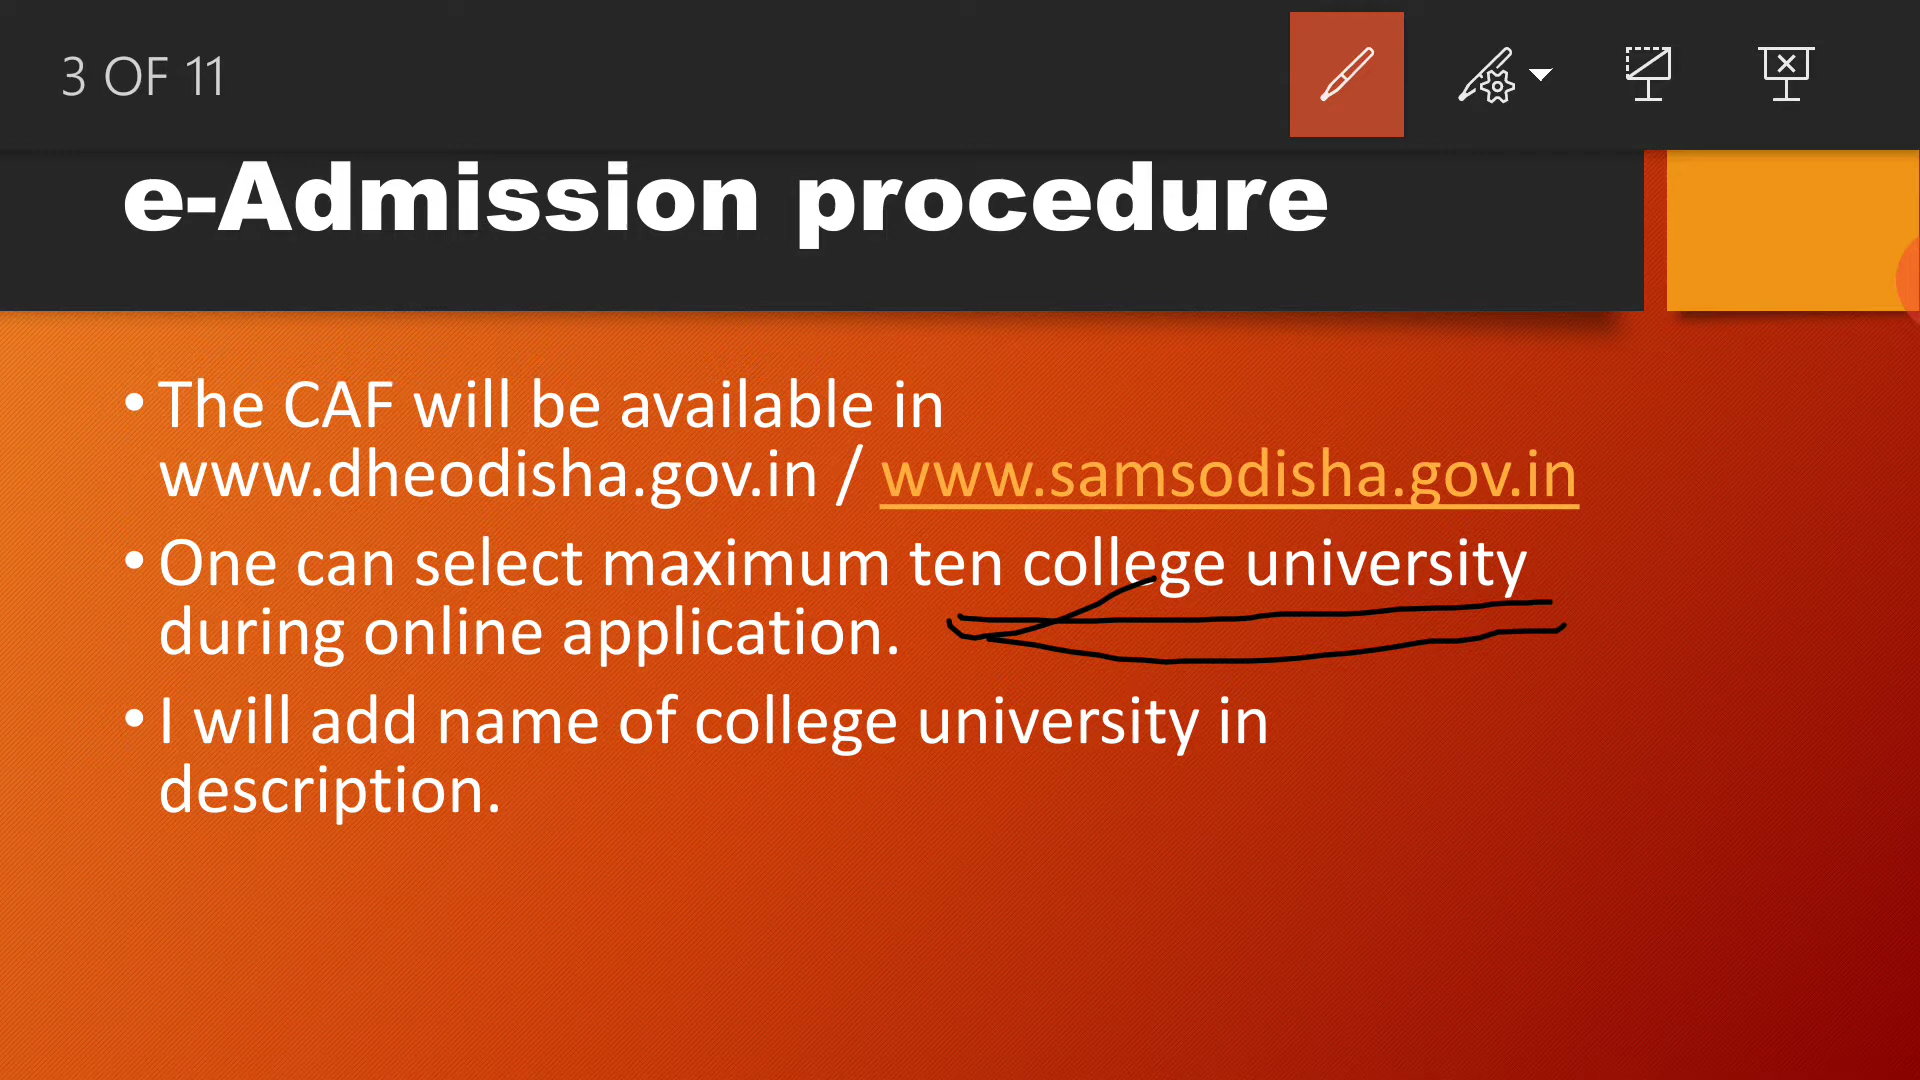 3 OF 11
e-Admission procedure
• The CAF will be available in
www.dheodisha.gov.in / www.samsodisha.gov.in
• One can select maximum ten college university
during online application.
• I will add name of college university in
description.